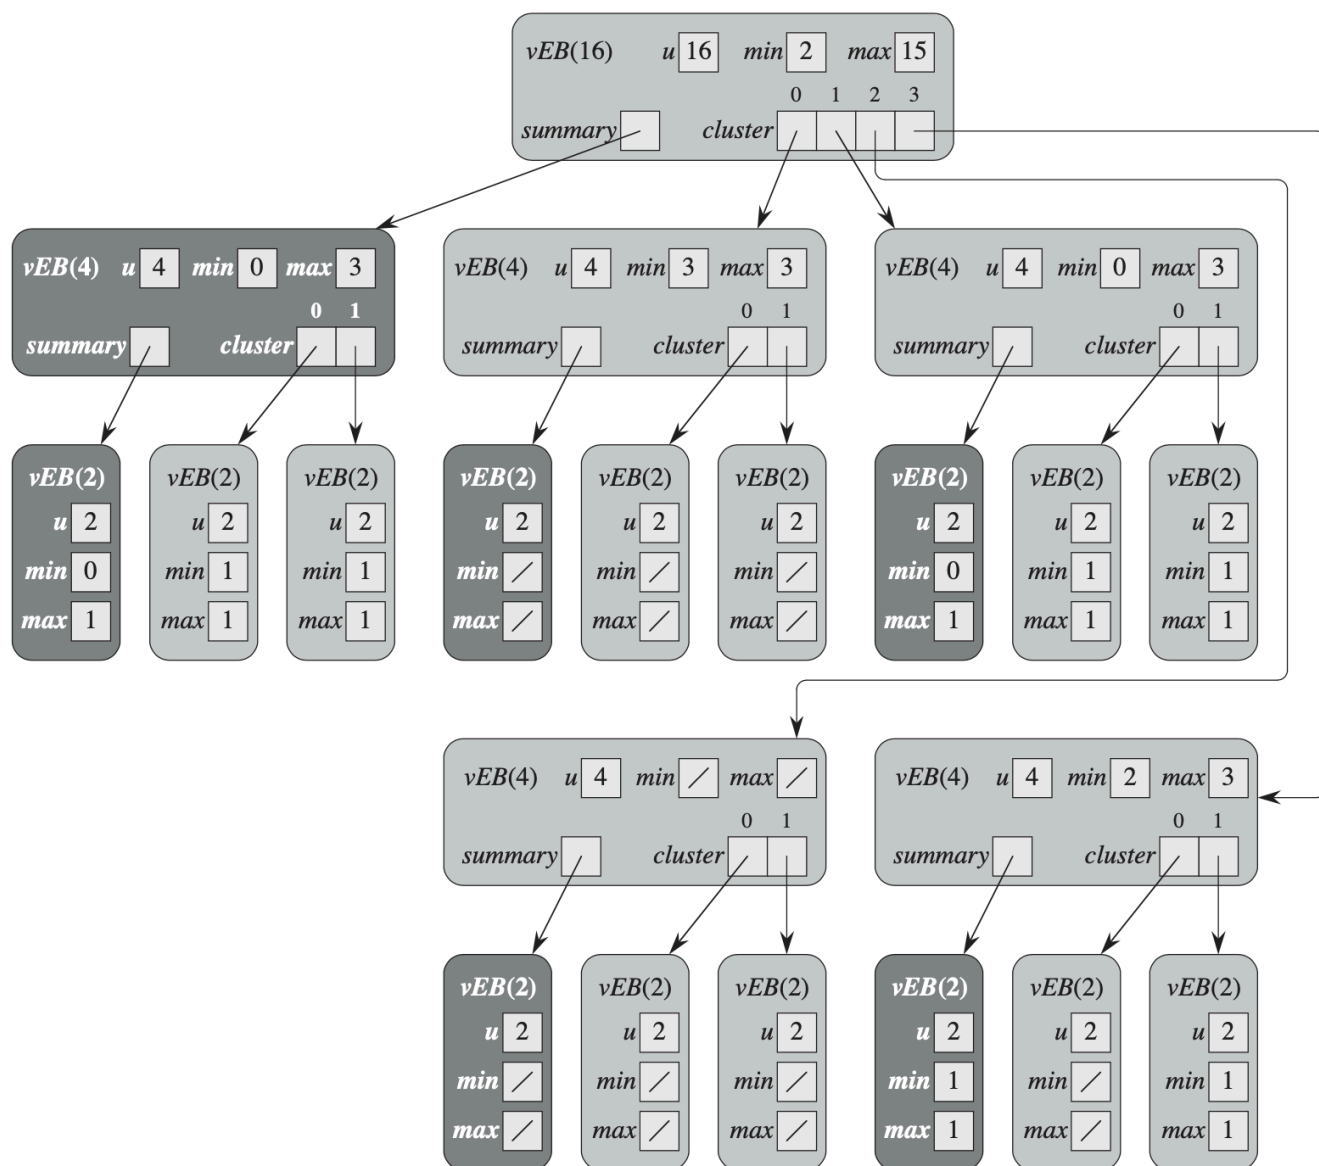 vEB(16) u 16 min 2 max 15
0 1 2 3
summary cluster
vEB(4) u 4 min 0 max 3
0 1
summary cluster
vEB(4) u 4 min 3 max 3
0 1
summary cluster
vEB(4) u 4 min 0 max 3
0 1
summary cluster
vEB(2)
u 2
min 0
max 1
vEB(2)
u 2
min 1
max 1
vEB(2)
u 2
min 1
max 1
vEB(2)
u 2
min /
max /
vEB(2)
u 2
min /
max /
vEB(2)
u 2
min /
max /
vEB(2)
u 2
min 0
max 1
vEB(2)
u 2
min 1
max 1
vEB(2)
u 2
min 1
max 1
vEB(4) u 4 min / max /
0 1
summary cluster
vEB(4) u 4 min 2 max 3
0 1
summary cluster
vEB(2)
u 2
min /
max /
vEB(2)
u 2
min /
max /
vEB(2)
u 2
min /
max /
vEB(2)
u 2
min 1
max 1
vEB(2)
u 2
min /
max /
vEB(2)
u 2
min 1
max 1